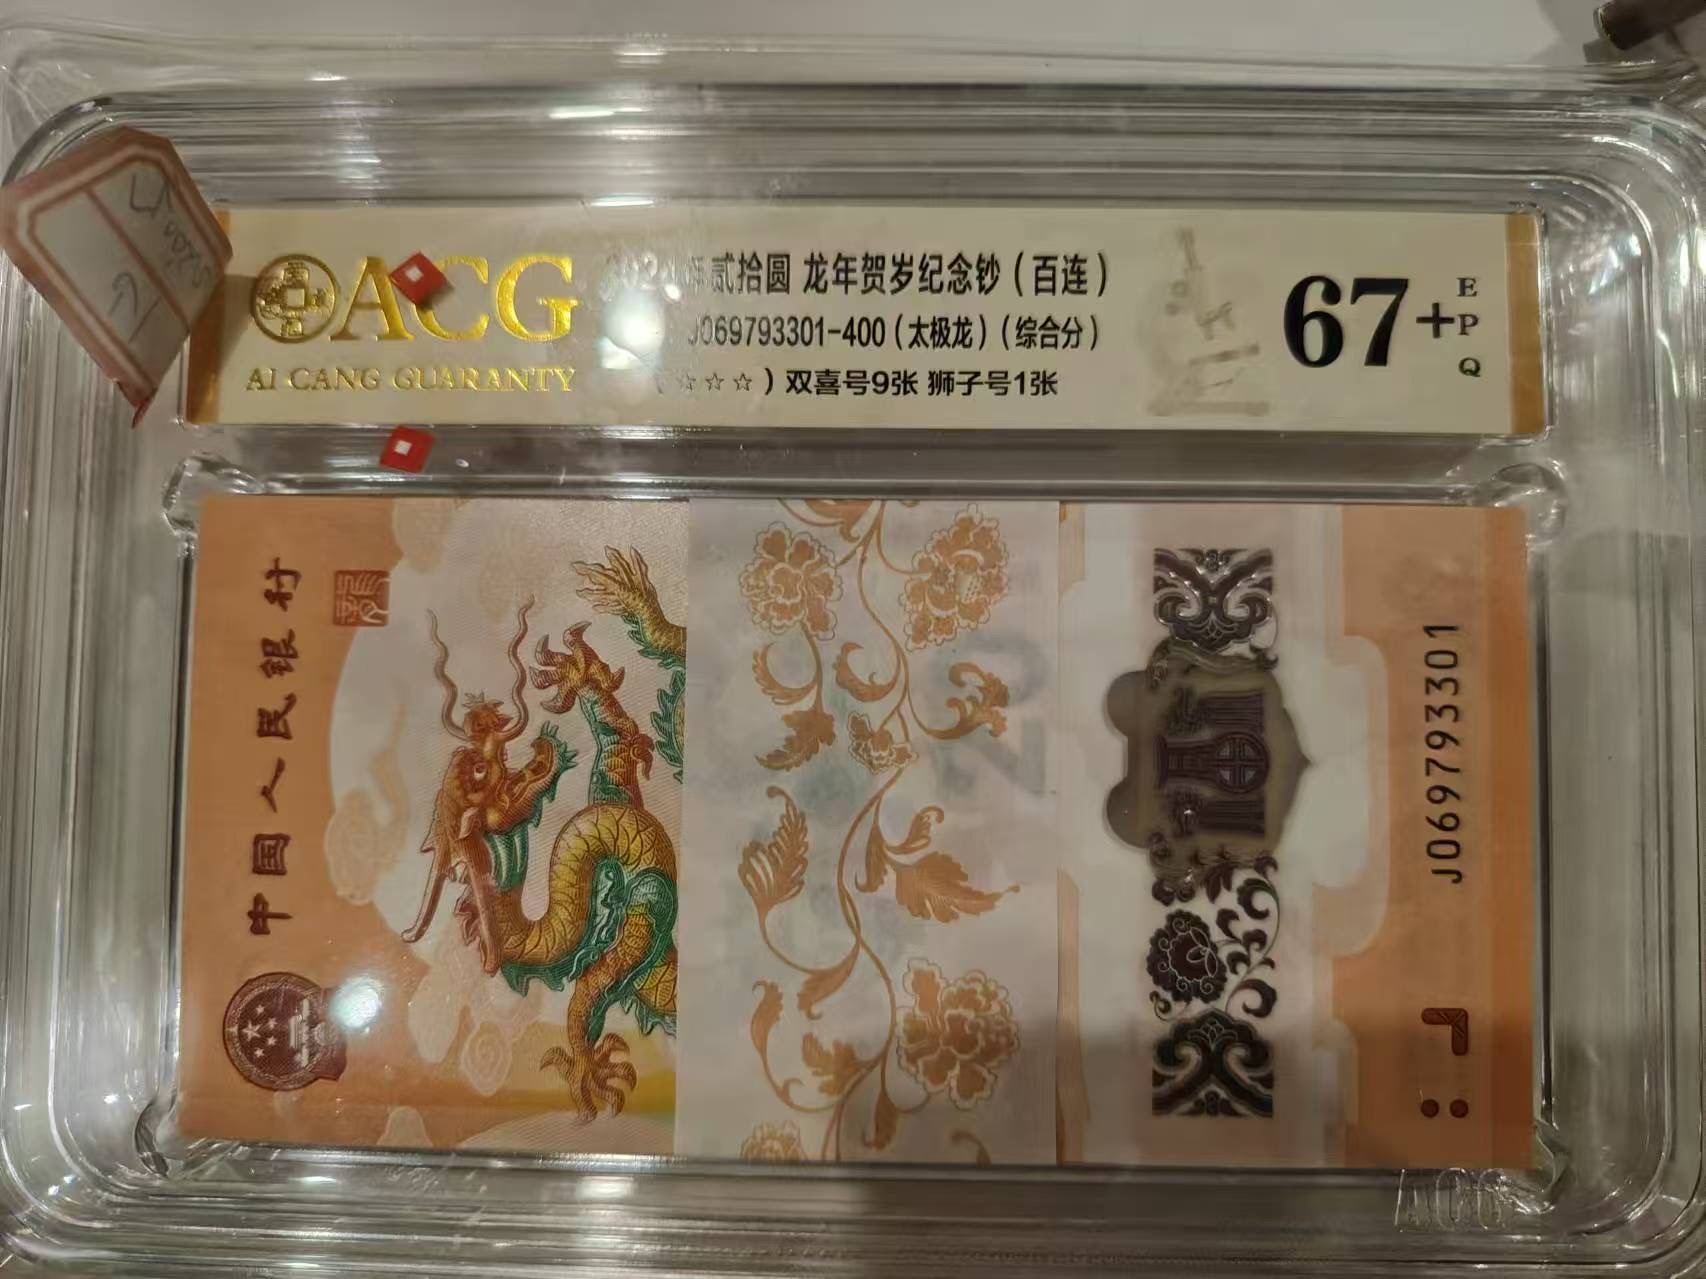 ACG
AI CANG GUARANTY
贰拾圆 龙年贺岁纪念钞(百连)
J069793301-400(太极龙)(综合分)
(☆☆☆)双喜号9张 狮子号1张
67+
EPQ
中国人民银行
J069793301
ACG